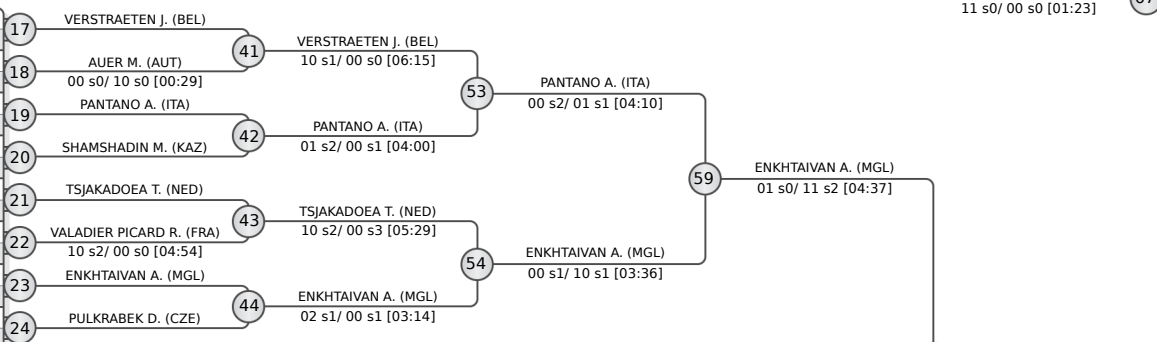 11 s0/ 00 s0 [01:23]
17
VERSTRAETEN J. (BEL)
41
VERSTRAETEN J. (BEL)
10 s1/ 00 s0 [06:15]
18
AUER M. (AUT)
00 s0/ 10 s0 [00:29]
53
PANTANO A. (ITA)
00 s2/ 01 s1 [04:10]
19
PANTANO A. (ITA)
42
PANTANO A. (ITA)
01 s2/ 00 s1 [04:00]
20
SHAMSHADIN M. (KAZ)
59
ENKHTAIVAN A. (MGL)
01 s0/ 11 s2 [04:37]
21
TSJAKADOEA T. (NED)
43
TSJAKADOEA T. (NED)
10 s2/ 00 s3 [05:29]
22
VALADIER PICARD R. (FRA)
10 s2/ 00 s0 [04:54]
54
ENKHTAIVAN A. (MGL)
00 s1/ 10 s1 [03:36]
23
ENKHTAIVAN A. (MGL)
44
ENKHTAIVAN A. (MGL)
02 s1/ 00 s1 [03:14]
24
PULKRABEK D. (CZE)